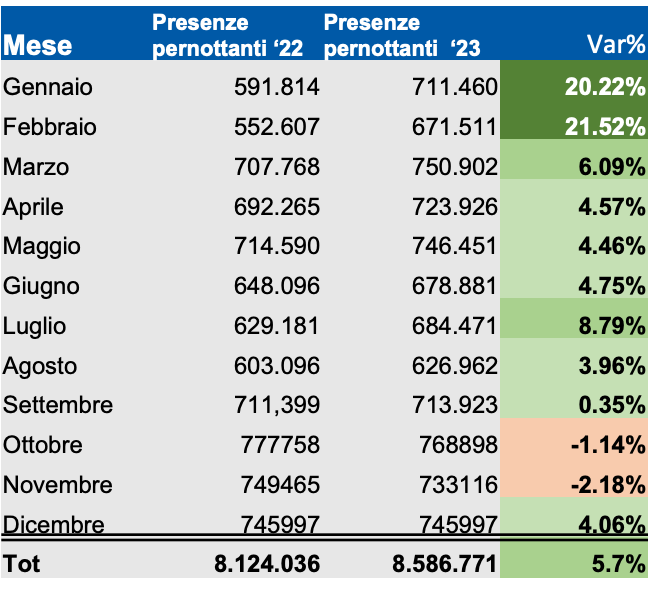 Mese Presenze pernottanti ‘22 Presenze pernottanti ‘23 Var%
Gennaio 591.814 711.460 20.22%
Febbraio 552.607 671.511 21.52%
Marzo 707.768 750.902 6.09%
Aprile 692.265 723.926 4.57%
Maggio 714.590 746.451 4.46%
Giugno 648.096 678.881 4.75%
Luglio 629.181 684.471 8.79%
Agosto 603.096 626.962 3.96%
Settembre 711,399 713.923 0.35%
Ottobre 777758 768898 -1.14%
Novembre 749465 733116 -2.18%
Dicembre 745997 745997 4.06%
Tot 8.124.036 8.586.771 5.7%